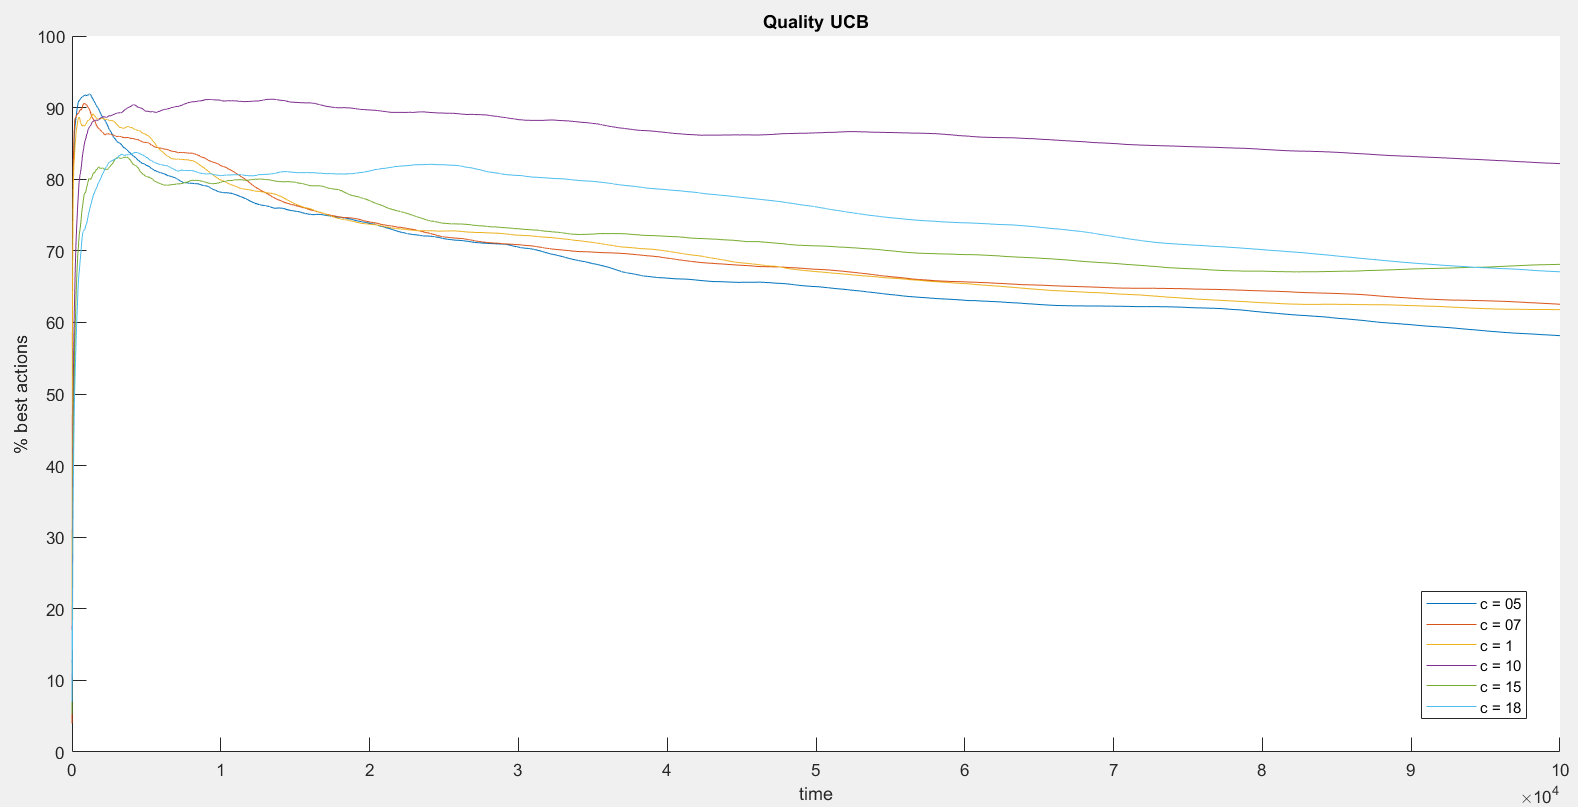 Quality UCB
100
90
80
70
60
50
40
30
20
10
0
% best actions
c = 05
c = 07
c = 1
c = 10
c = 15
c = 18
0 1 2 3 4 5 6 7 8 9 10
time
×10⁴